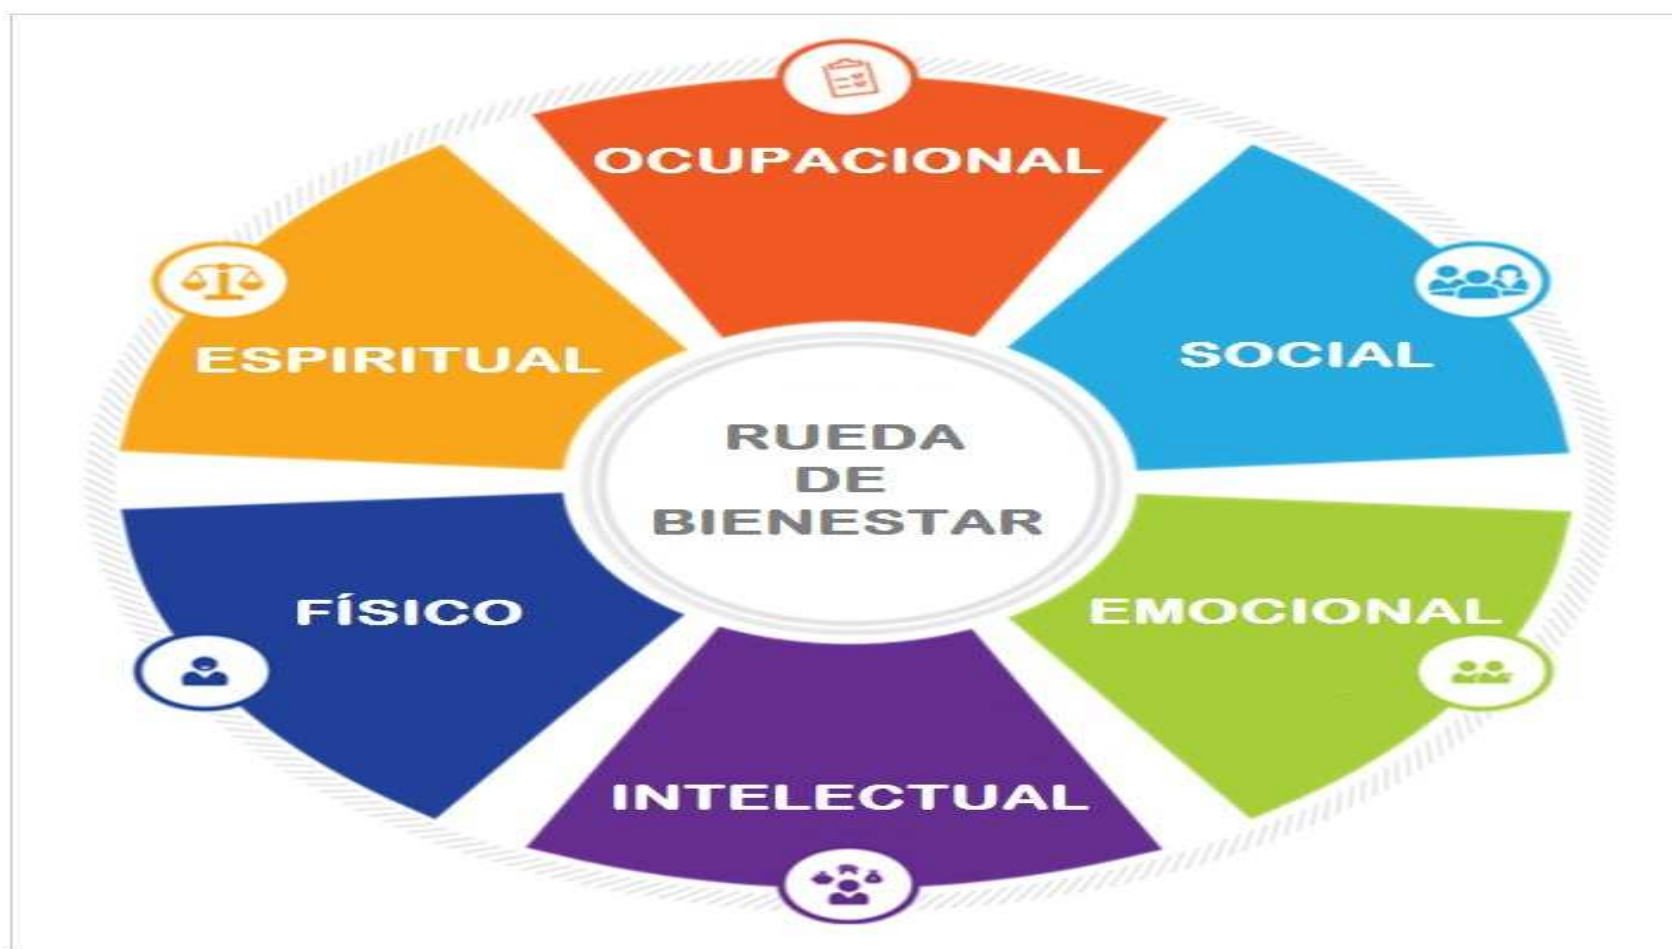 OCUPACIONAL
ESPIRITUAL
SOCIAL
RUEDA
DE
BIENESTAR
FÍSICO
EMOCIONAL
INTELECTUAL